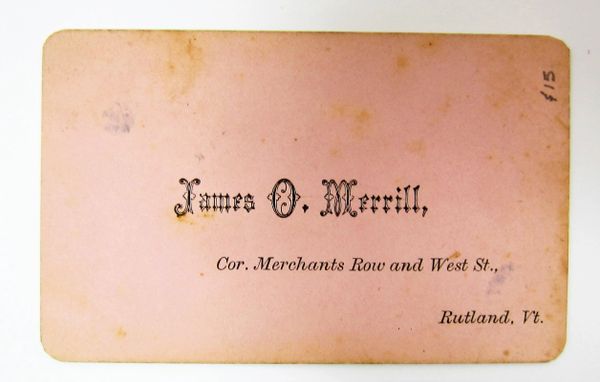 James O. Merrill,
Cor. Merchants Row and West St.,
Rutland, Vt.
$15